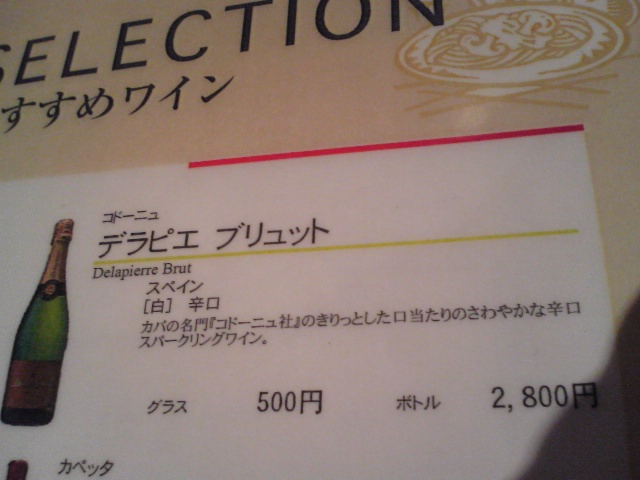 SELECTION
すすめワイン
コドーニュ
デラピエ ブリュット
Delapierre Brut
スペイン
[白] 辛口
カバの名門『コドーニュ社』のきりっとした口当たりのさわやかな辛口
スパークリングワイン。
グラス 500円 ボトル 2,800円
カペッタ